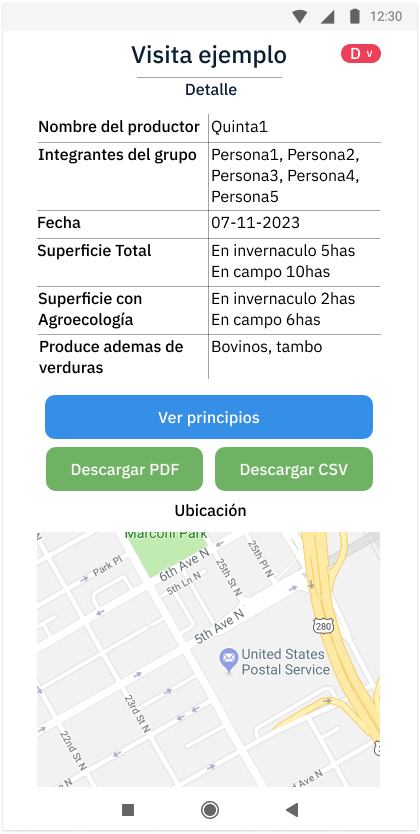 12:30
Visita ejemplo
D v
Detalle
Nombre del productor Quinta1
Integrantes del grupo Persona1, Persona2,
Persona3, Persona4,
Persona5
Fecha 07-11-2023
Superficie Total En invernaculo 5has
En campo 10has
Superficie con En invernaculo 2has
Agroecología En campo 6has
Produce ademas de Bovinos, tambo
verduras
Ver principios
Descargar PDF Descargar CSV
Ubicación
Marconi Park
Park Pl
6th Ave N
5th Ln N
25th St N
25th Pl N
5th Ave N
280
United States
Postal Service
23rd St N
22nd St N
3rd Ave N